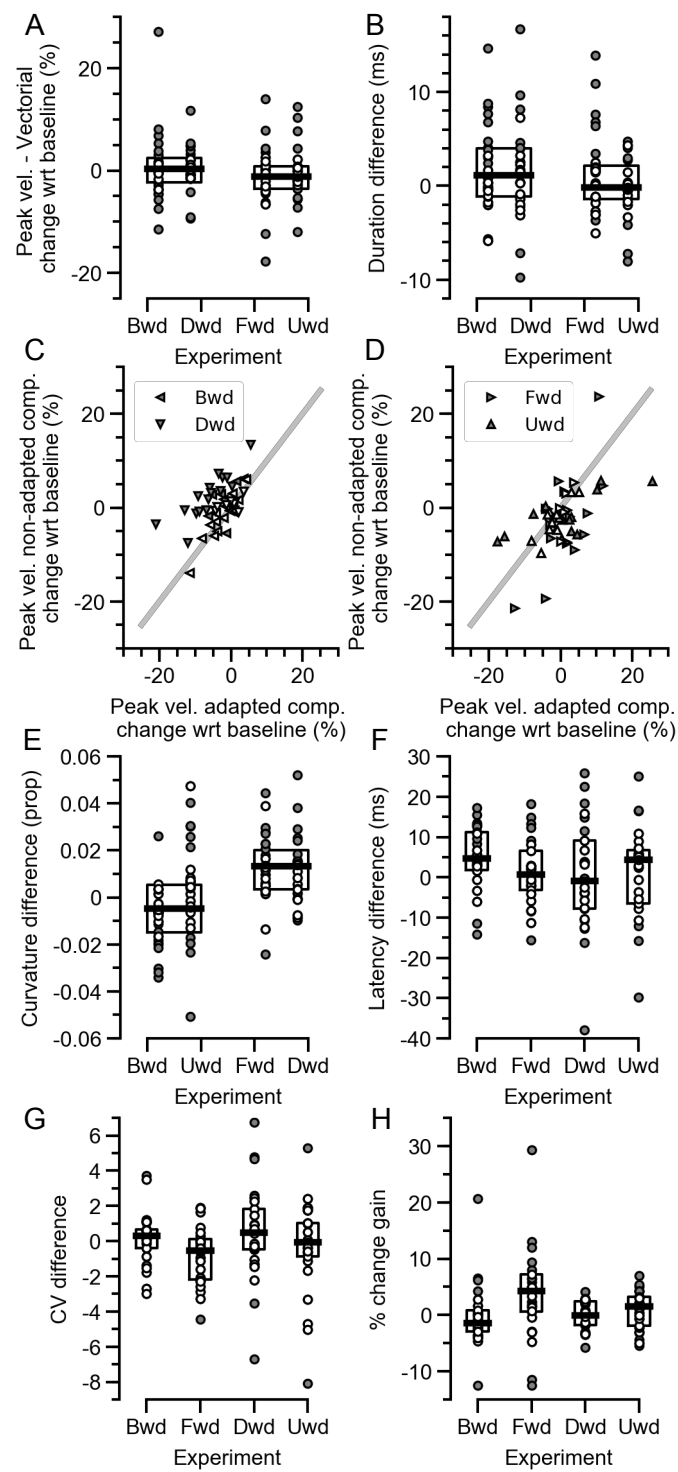 A
Peak vel. - Vectorial
change wrt baseline (%)
20
0
-20
Bwd Dwd Fwd Uwd
Experiment
B
Duration difference (ms)
10
0
-10
Bwd Dwd Fwd Uwd
Experiment
C
Peak vel. non-adapted comp.
change wrt baseline (%)
20
0
-20
Bwd
Dwd
-20 0 20
Peak vel. adapted comp.
change wrt baseline (%)
D
Peak vel. non-adapted comp.
change wrt baseline (%)
20
0
-20
Fwd
Uwd
-20 0 20
Peak vel. adapted comp.
change wrt baseline (%)
E
Curvature difference (prop)
0.06
0.04
0.02
0
-0.02
-0.04
-0.06
Bwd Uwd Fwd Dwd
Experiment
F
Latency difference (ms)
30
20
10
0
-10
-20
-30
-40
Bwd Fwd Dwd Uwd
Experiment
G
CV difference
6
4
2
0
-2
-4
-6
-8
Bwd Fwd Dwd Uwd
Experiment
H
% change gain
30
20
10
0
-10
Bwd Fwd Dwd Uwd
Experiment